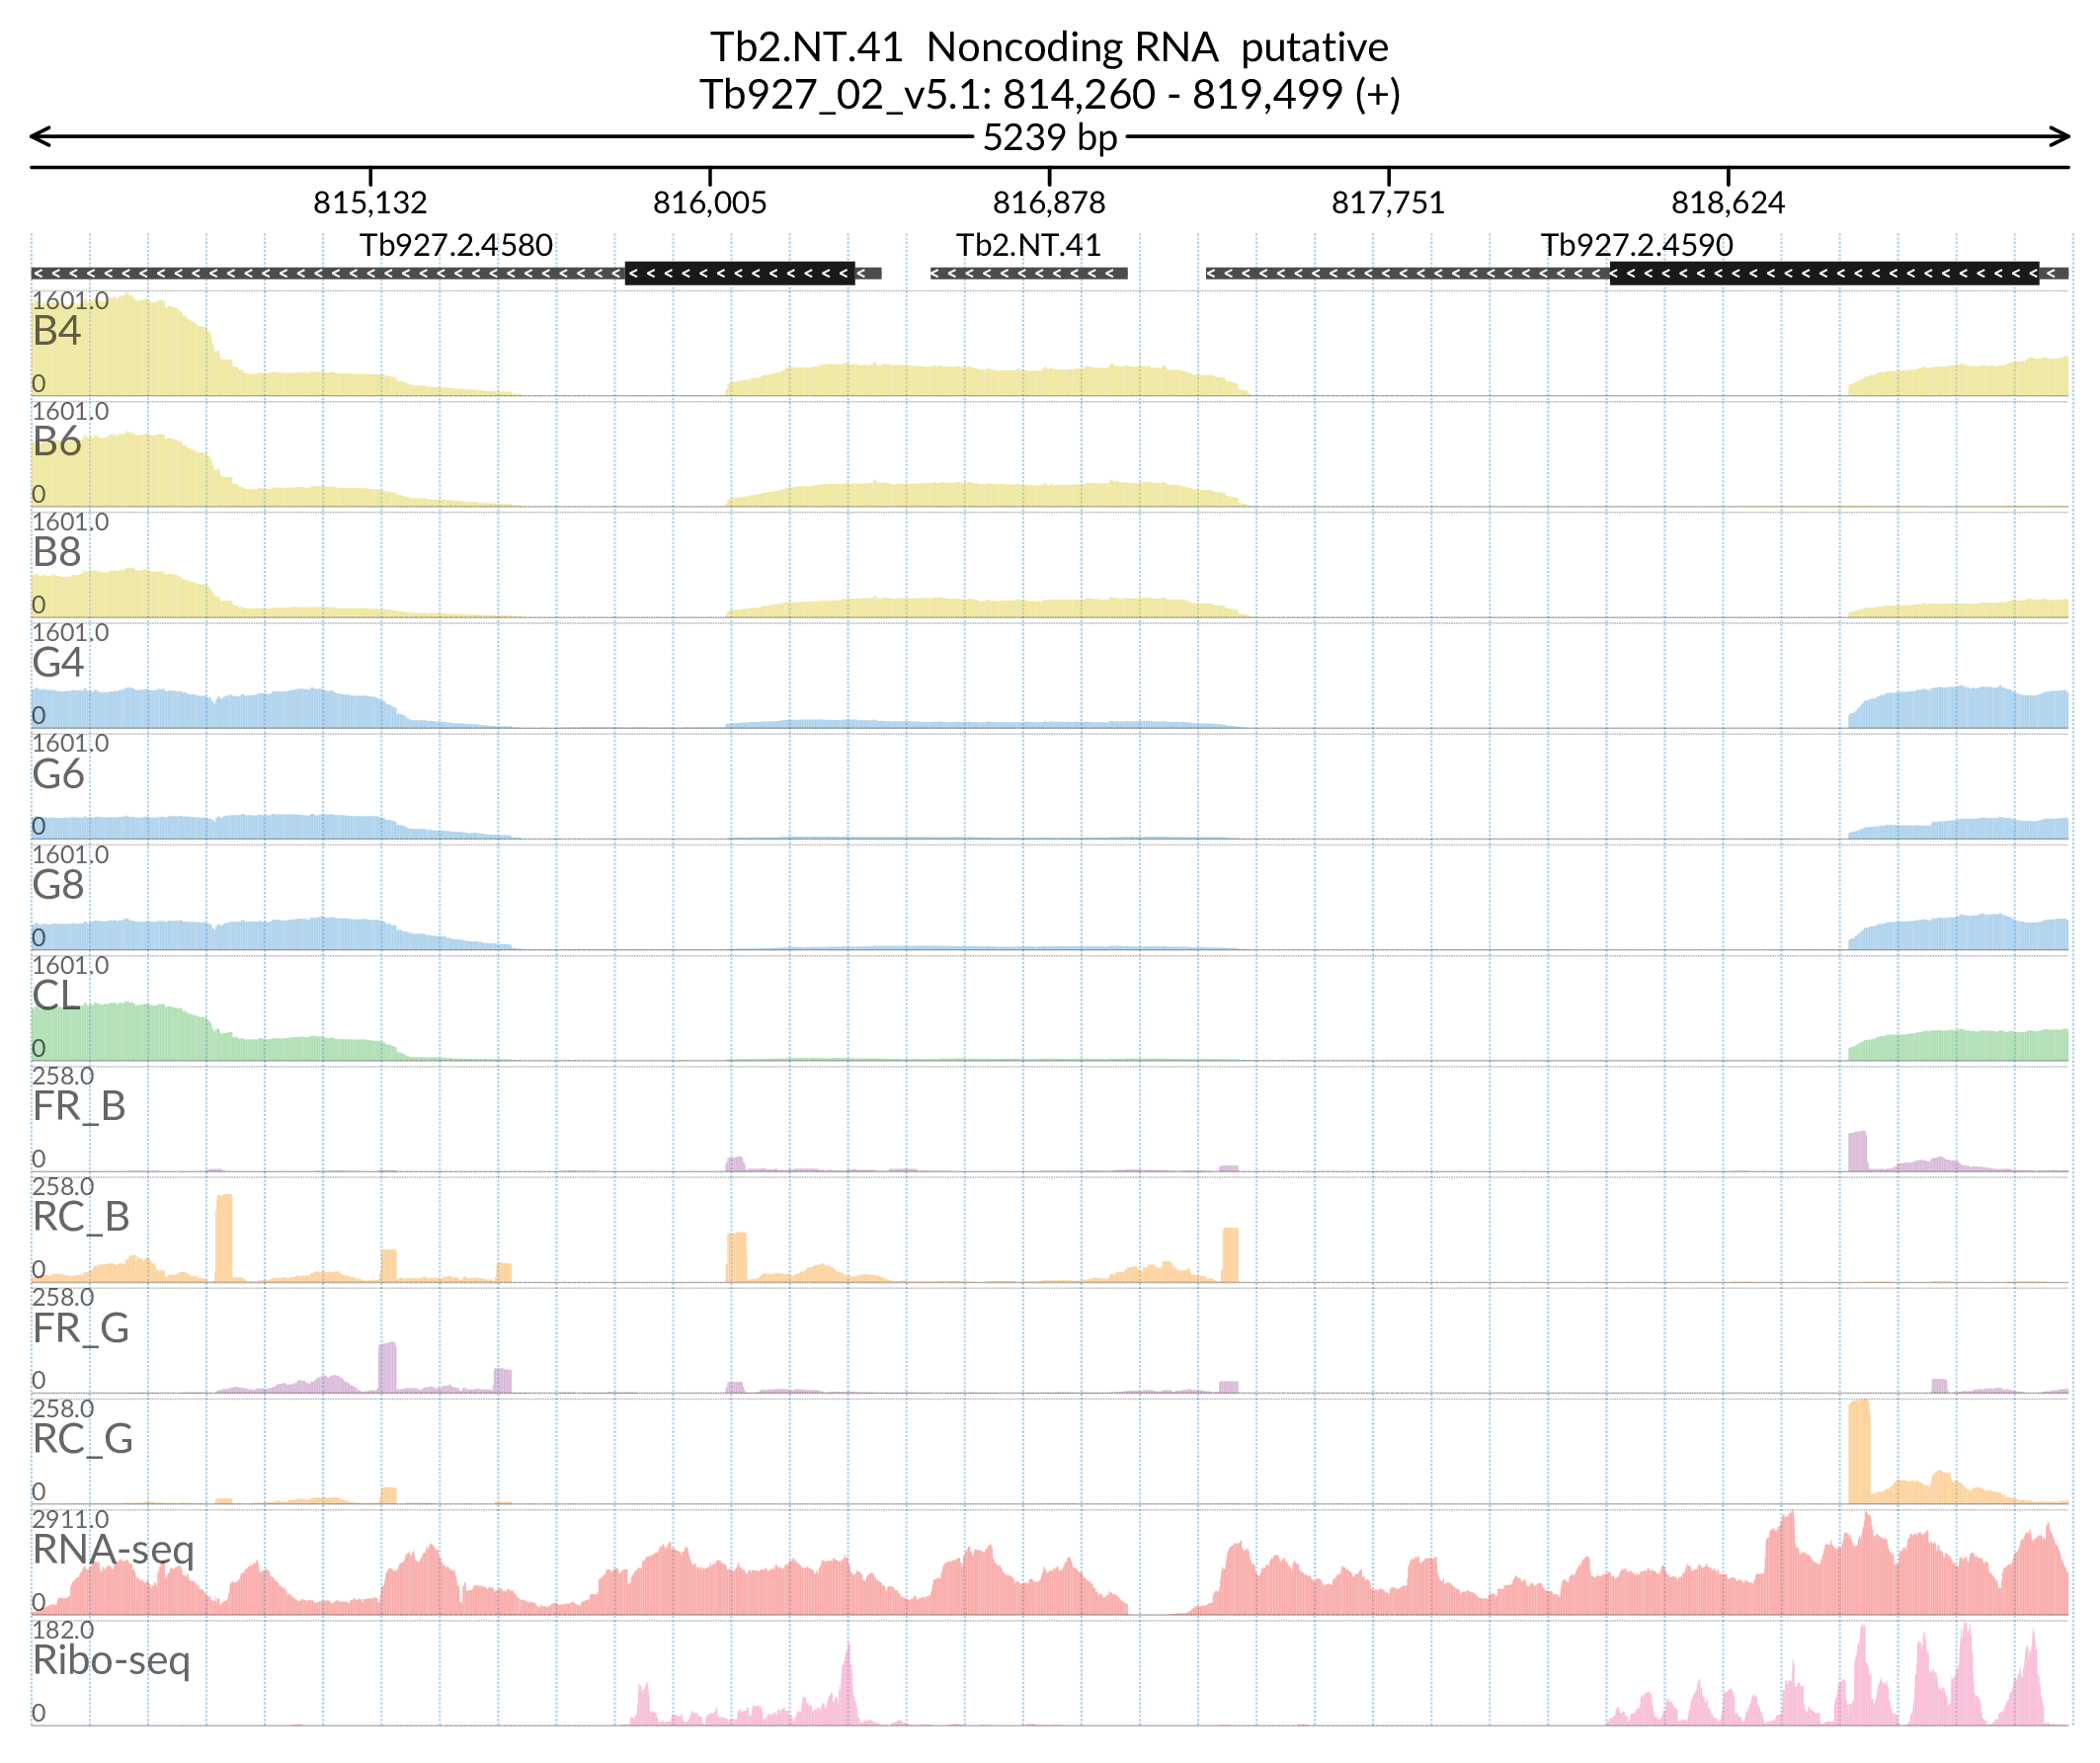 Tb2.NT.41 Noncoding RNA putative
Tb927_02_v5.1: 814,260 - 819,499 (+)
5239 bp
815,132 816,005 816,878 817,751 818,624
Tb927.2.4580 Tb2.NT.41 Tb927.2.4590
1601.0
B4
0
1601.0
B6
0
1601.0
B8
0
1601.0
G4
0
1601.0
G6
0
1601.0
G8
0
1601.0
CL
0
258.0
FR_B
0
258.0
RC_B
0
258.0
FR_G
0
258.0
RC_G
0
2911.0
RNA-seq
0
182.0
Ribo-seq
0